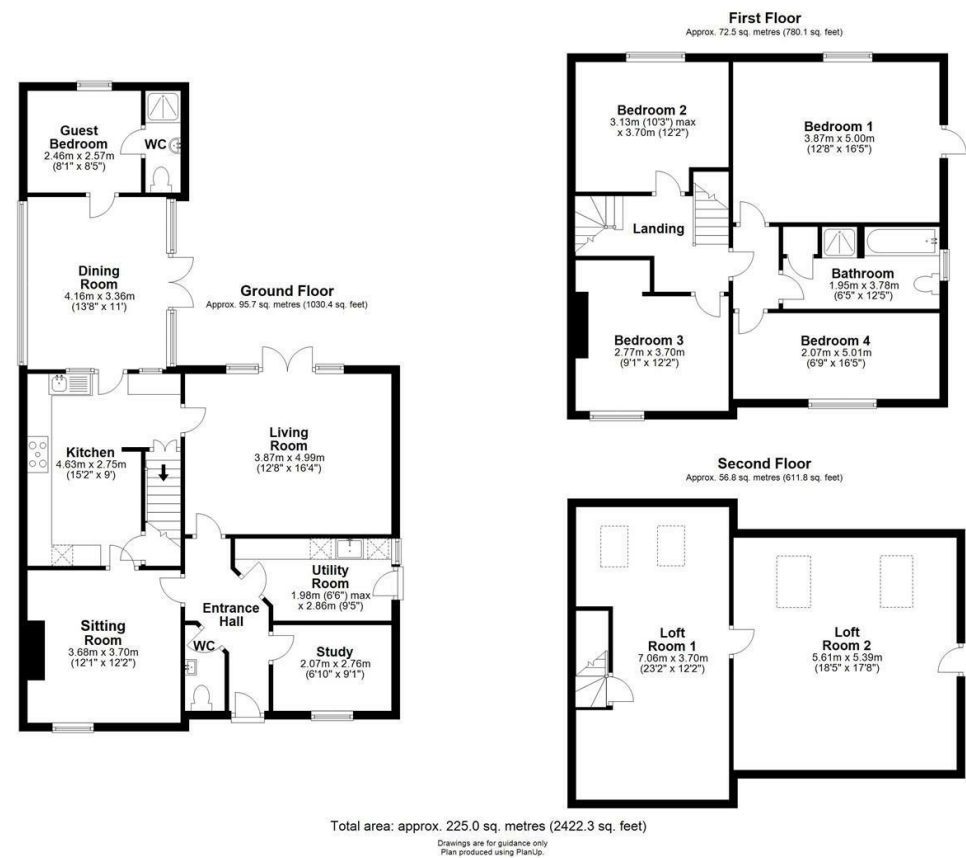 First Floor
Approx. 72.5 sq. metres (780.1 sq. feet)
Bedroom 2
3.13m (10'3") max
x 3.70m (12'2")
Bedroom 1
3.87m x 5.00m
(12'8" x 16'5")
Landing
Bathroom
1.95m x 3.78m
(6'5" x 12'5")
Bedroom 3
2.77m x 3.70m
(9'1" x 12'2")
Bedroom 4
2.07m x 5.01m
(6'9" x 16'5")
Guest
Bedroom
2.46m x 2.57m
(8'1" x 8'5")
WC
Dining
Room
4.16m x 3.36m
(13'8" x 11')
Ground Floor
Approx. 95.7 sq. metres (1030.4 sq. feet)
Kitchen
4.63m x 2.75m
(15'2" x 9')
Living
Room
3.87m x 4.99m
(12'8" x 16'4")
Utility
Room
1.98m (6'6") max
x 2.86m (9'5")
Entrance
Hall
Sitting
Room
3.68m x 3.70m
(12'1" x 12'2")
WC
Study
2.07m x 2.76m
(6'10" x 9'1")
Second Floor
Approx. 56.8 sq. metres (611.8 sq. feet)
Loft
Room 1
7.06m x 3.70m
(23'2" x 12'2")
Loft
Room 2
5.61m x 5.39m
(18'5" x 17'8")
Total area: approx. 225.0 sq. metres (2422.3 sq. feet)
Drawings are for guidance only
Plan produced using PlanUp.